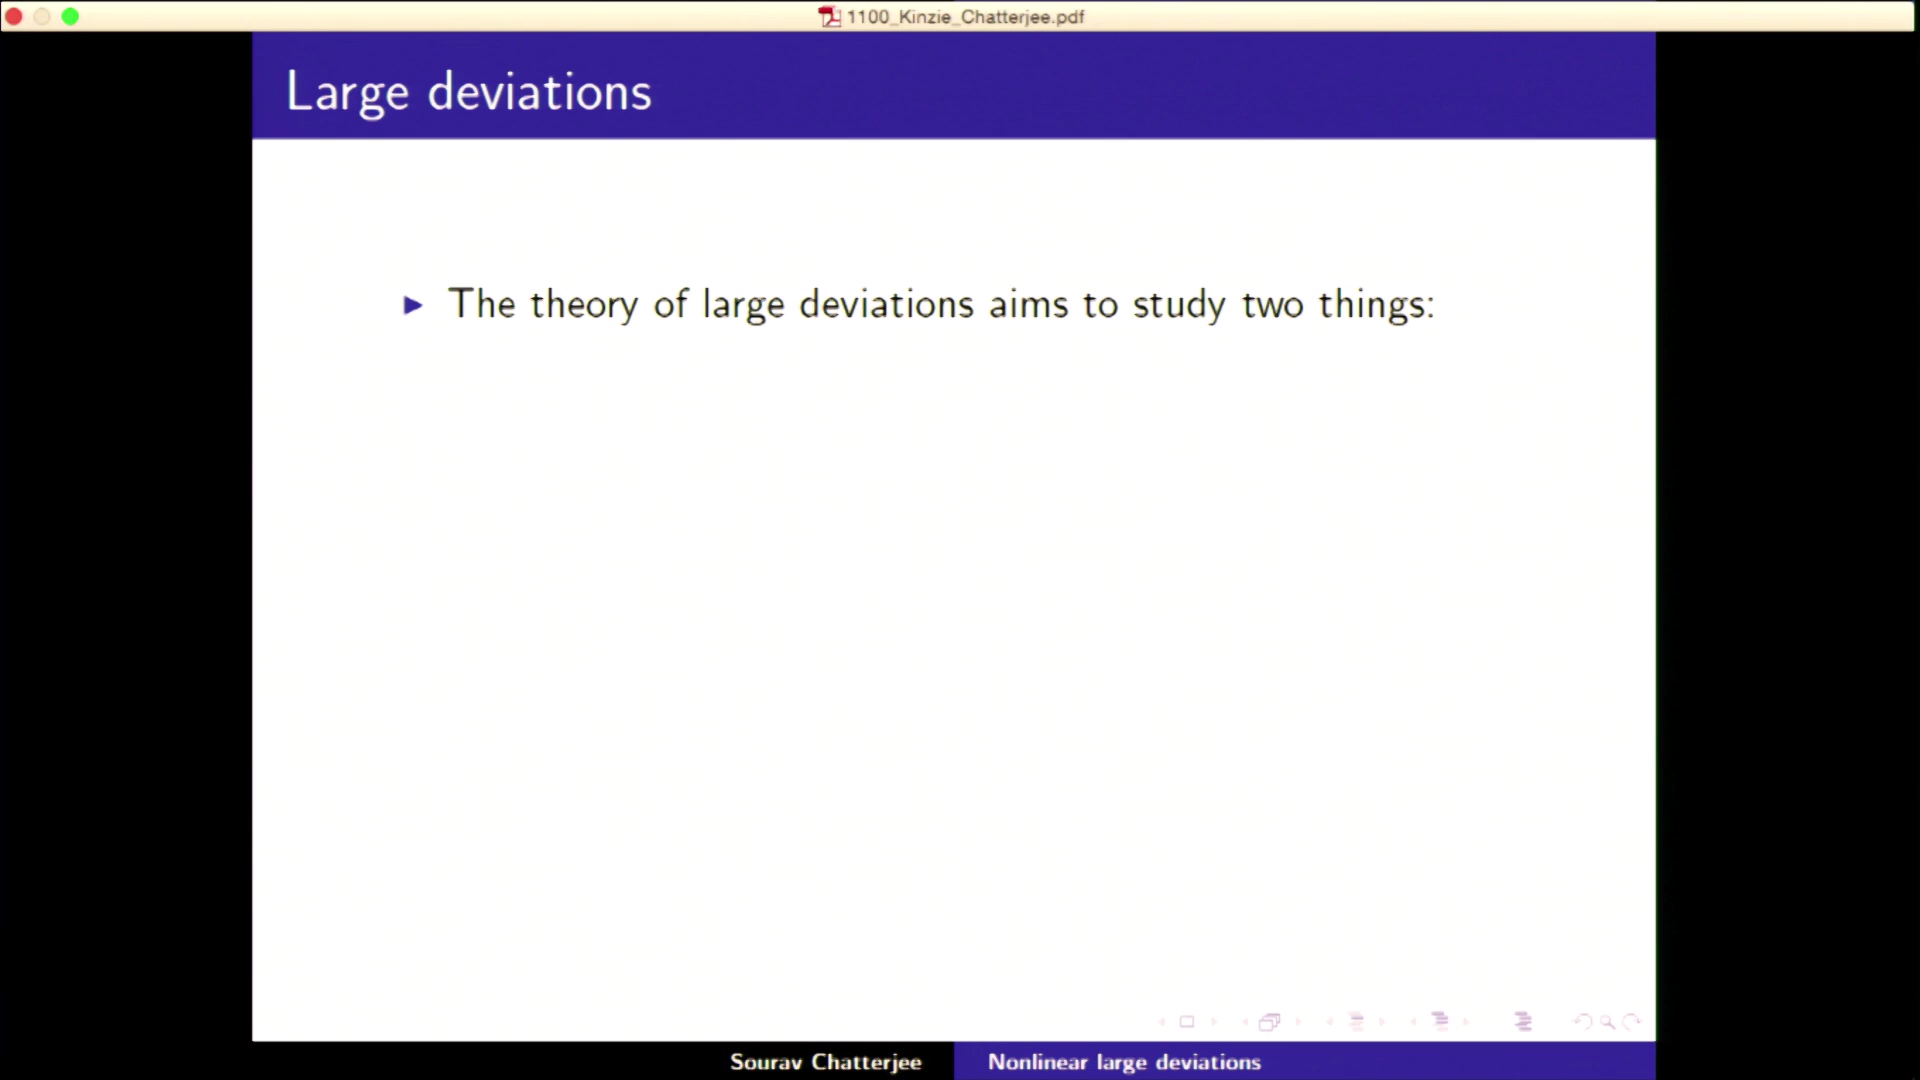 1100_Kinzie_Chatterjee.pdf
Large deviations
▶ The theory of large deviations aims to study two things:
Sourav Chatterjee
Nonlinear large deviations